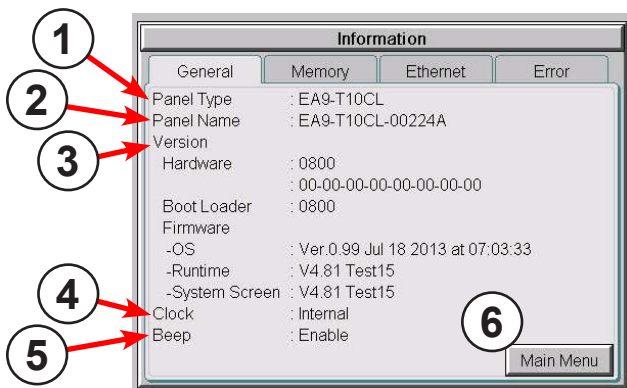 Information
General Memory Ethernet Error
1 Panel Type : EA9-T10CL
2 Panel Name : EA9-T10CL-00224A
3 Version
Hardware : 0800
: 00-00-00-00-00-00-00-00
Boot Loader : 0800
Firmware
-OS : Ver.0.99 Jul 18 2013 at 07:03:33
-Runtime : V4.81 Test15
-System Screen : V4.81 Test15
4 Clock : Internal
5 Beep : Enable
6
Main Menu